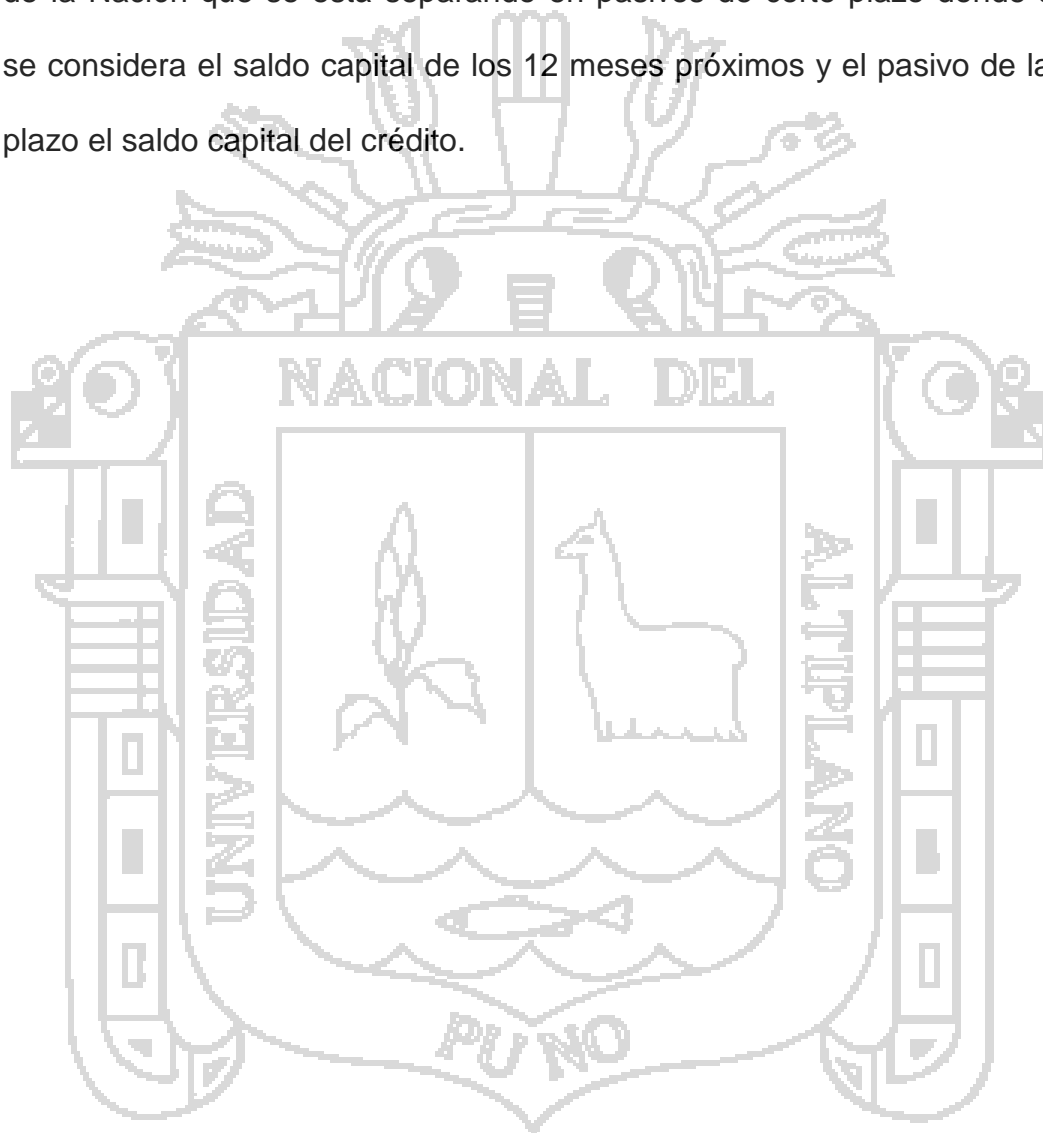 se considera el saldo capital de los 12 meses próximos y el pasivo de
plazo el saldo capital del crédito.
NACIONAL DEL
UNIVERSIDAD
ALTIPLANO
PUNO